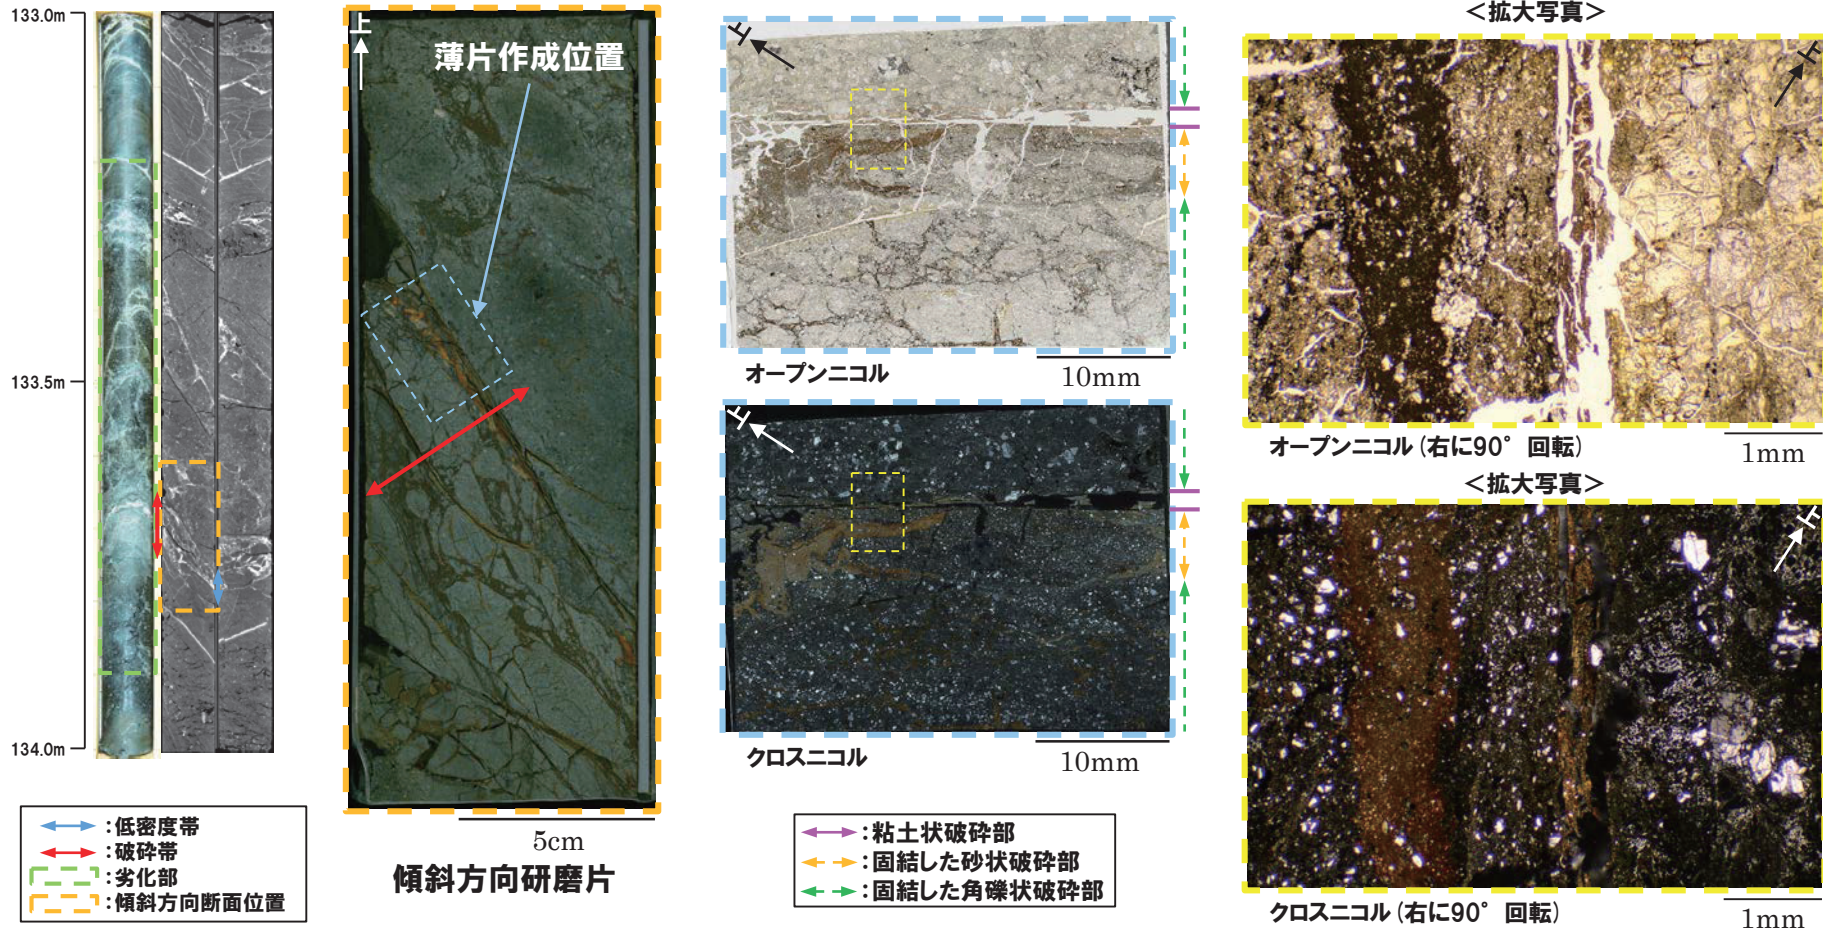 133.0m
133.5m
134.0m
:低密度帯
:破砕帯
:劣化部
:傾斜方向断面位置
上
薄片作成位置
5cm
傾斜方向研磨片
上
オープンニコル
10mm
上
クロスニコル
10mm
:粘土状破砕部
:固結した砂状破砕部
:固結した角礫状破砕部
<拡大写真>
上
オープンニコル (右に90° 回転)
1mm
<拡大写真>
上
クロスニコル (右に90° 回転)
1mm